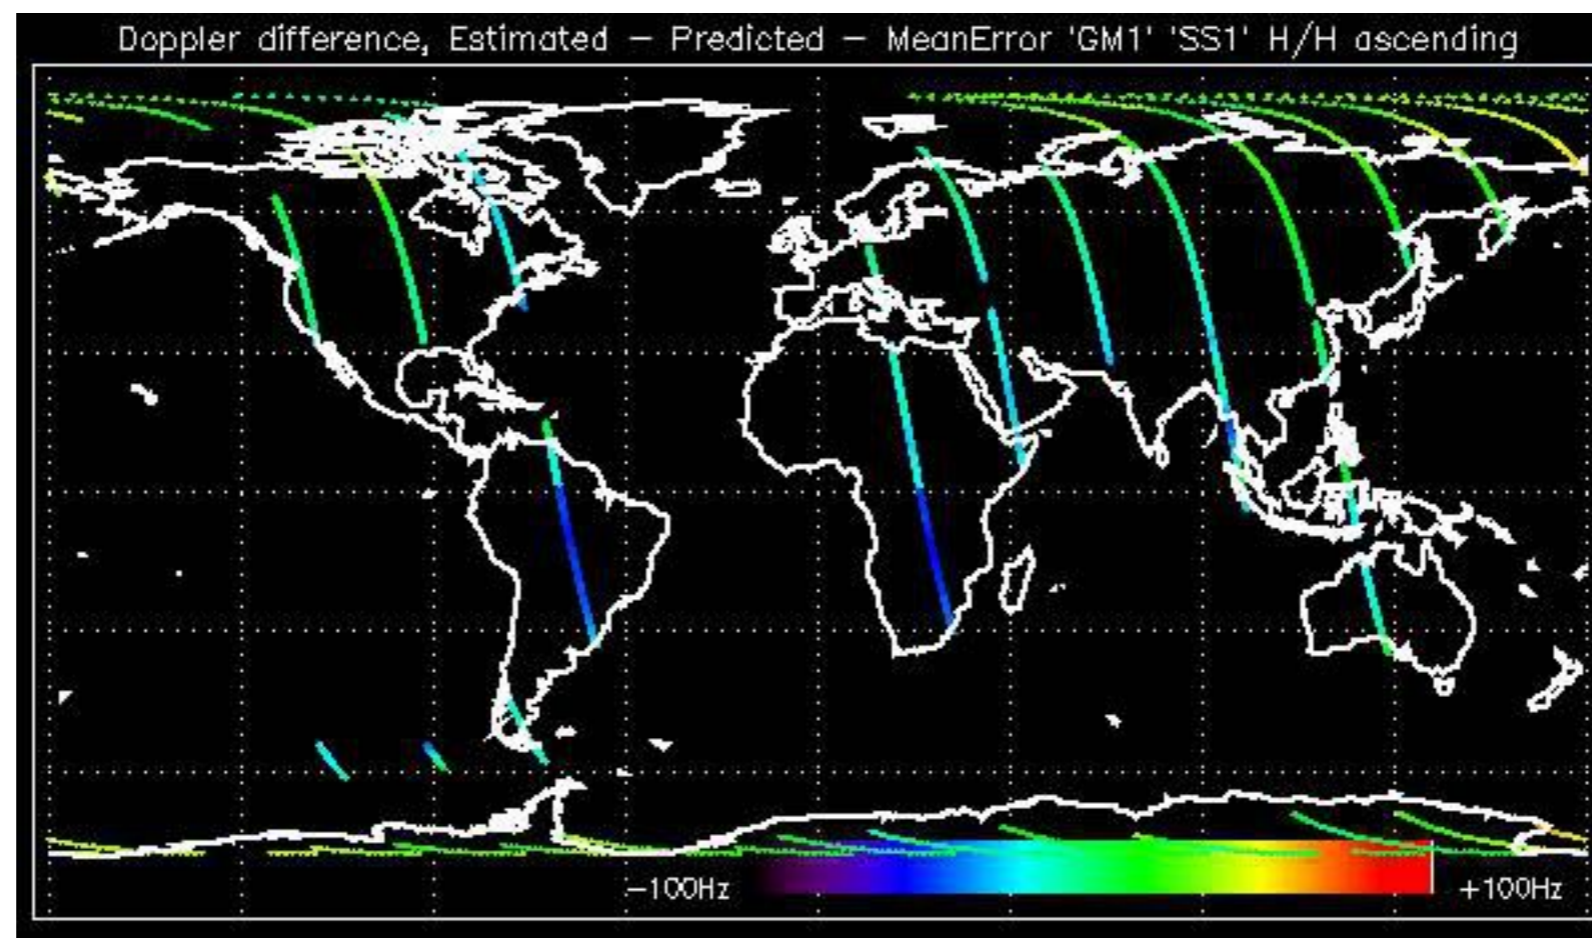 Doppler difference, Estimated – Predicted – MeanError 'GM1' 'SS1' H/H ascending
–100Hz +100Hz